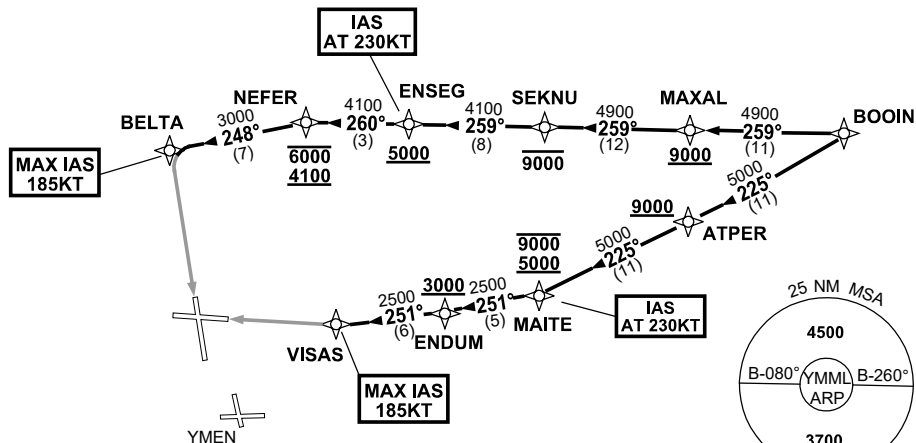 IAS
AT 230KT
NEFER
ENSEG
SEKNU
MAXAL
BOOIN
BELTA
3000
248°
(7)
4100
260°
(3)
4100
259°
(8)
4900
259°
(12)
4900
259°
(11)
6000
4100
5000
9000
9000
MAX IAS
185KT
5000
225°
(11)
9000
ATPER
5000
225°
(11)
9000
5000
3000
2500
251°
(5)
2500
251°
(6)
MAITE
IAS
AT 230KT
ENDUM
VISAS
MAX IAS
185KT
25 NM MSA
4500
B-080°
YMML
ARP
B-260°
3700
YMEN